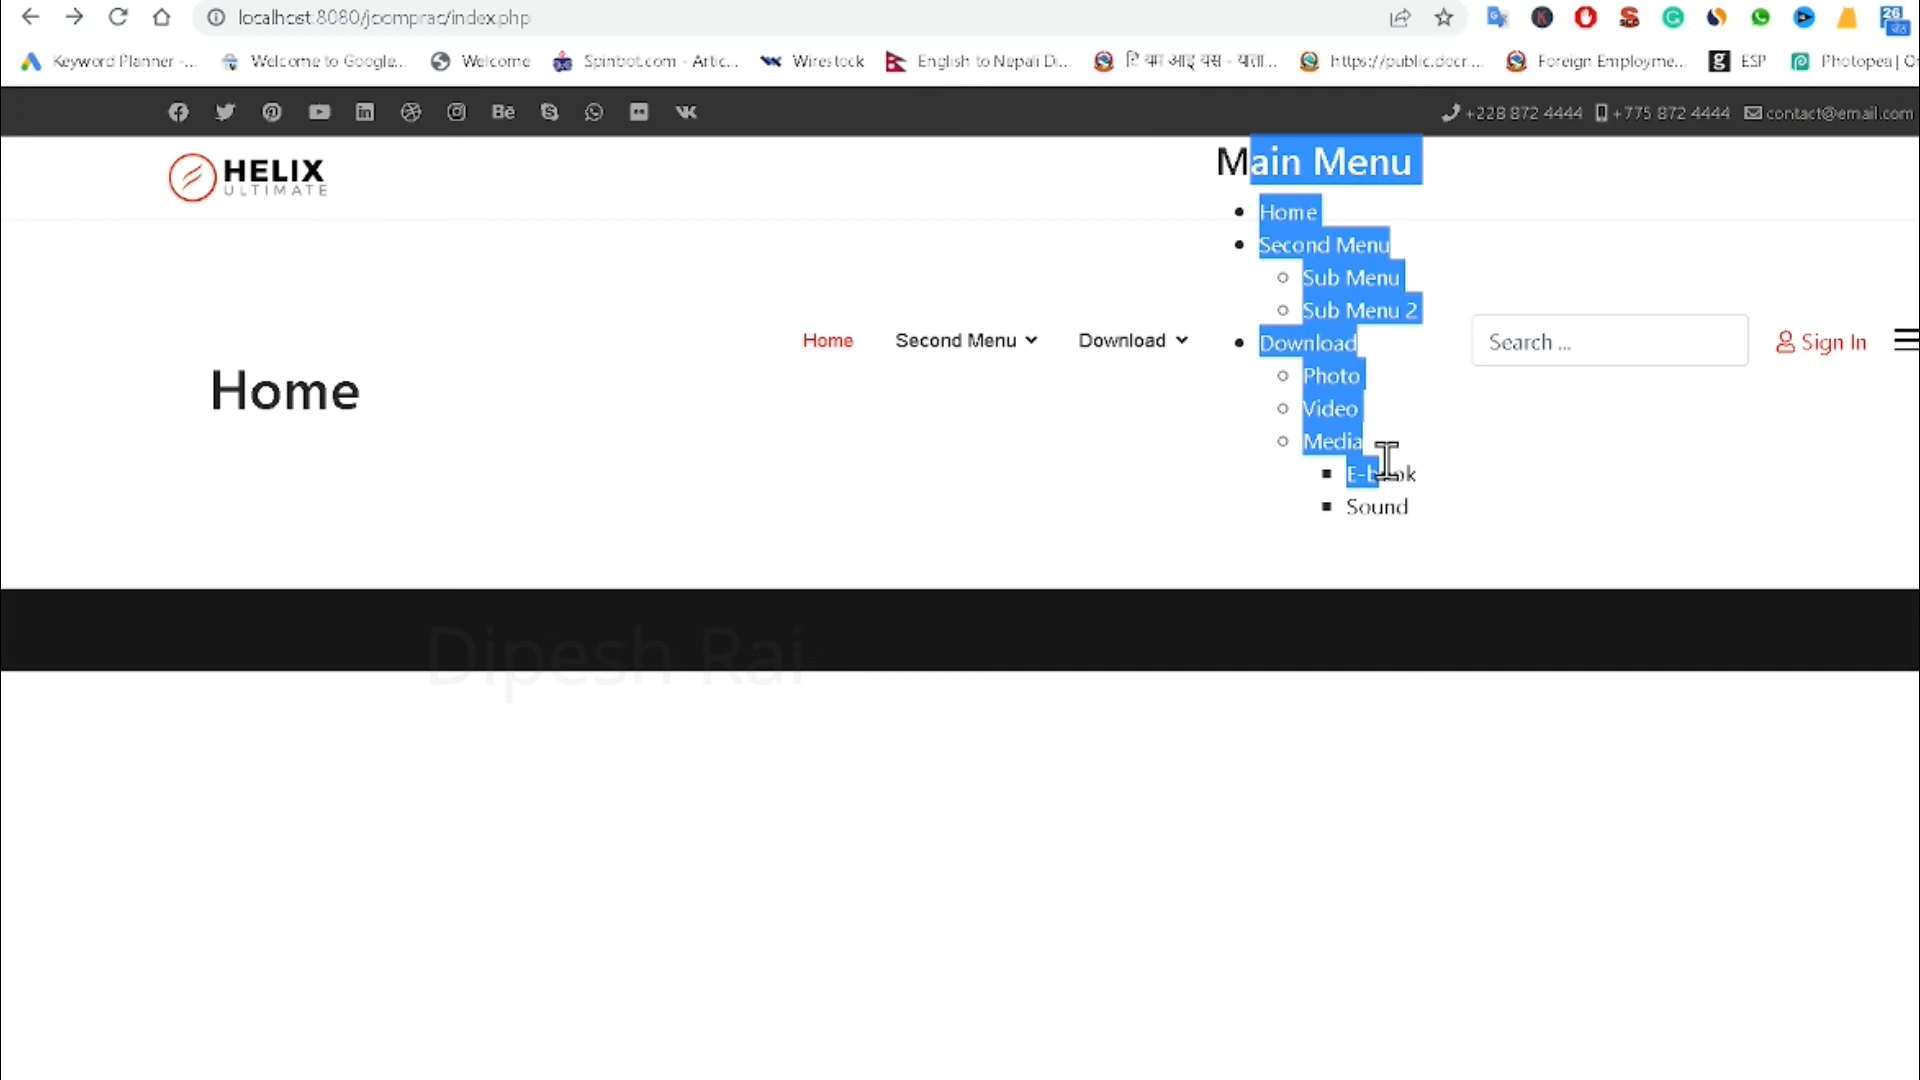 localhost:8080/joomprac/index.php
26
Keyword Planner -... Welcome to Google... Welcome Spinbot.com - Artic... Wirestock English to Nepali Di... https://public.docr.... Foreign Employme... g ESP Photopea | O
Bē +228 872 4444 +775 872 4444 contact@email.com
HELIX
ULTIMATE
Main Menu
Home
Second Menu
Sub Menu
Sub Menu 2
Home Second Menu Download
Download
Search ...
Sign In
Photo
Video
Media
E-book
Sound
Home
Dipesh Rai